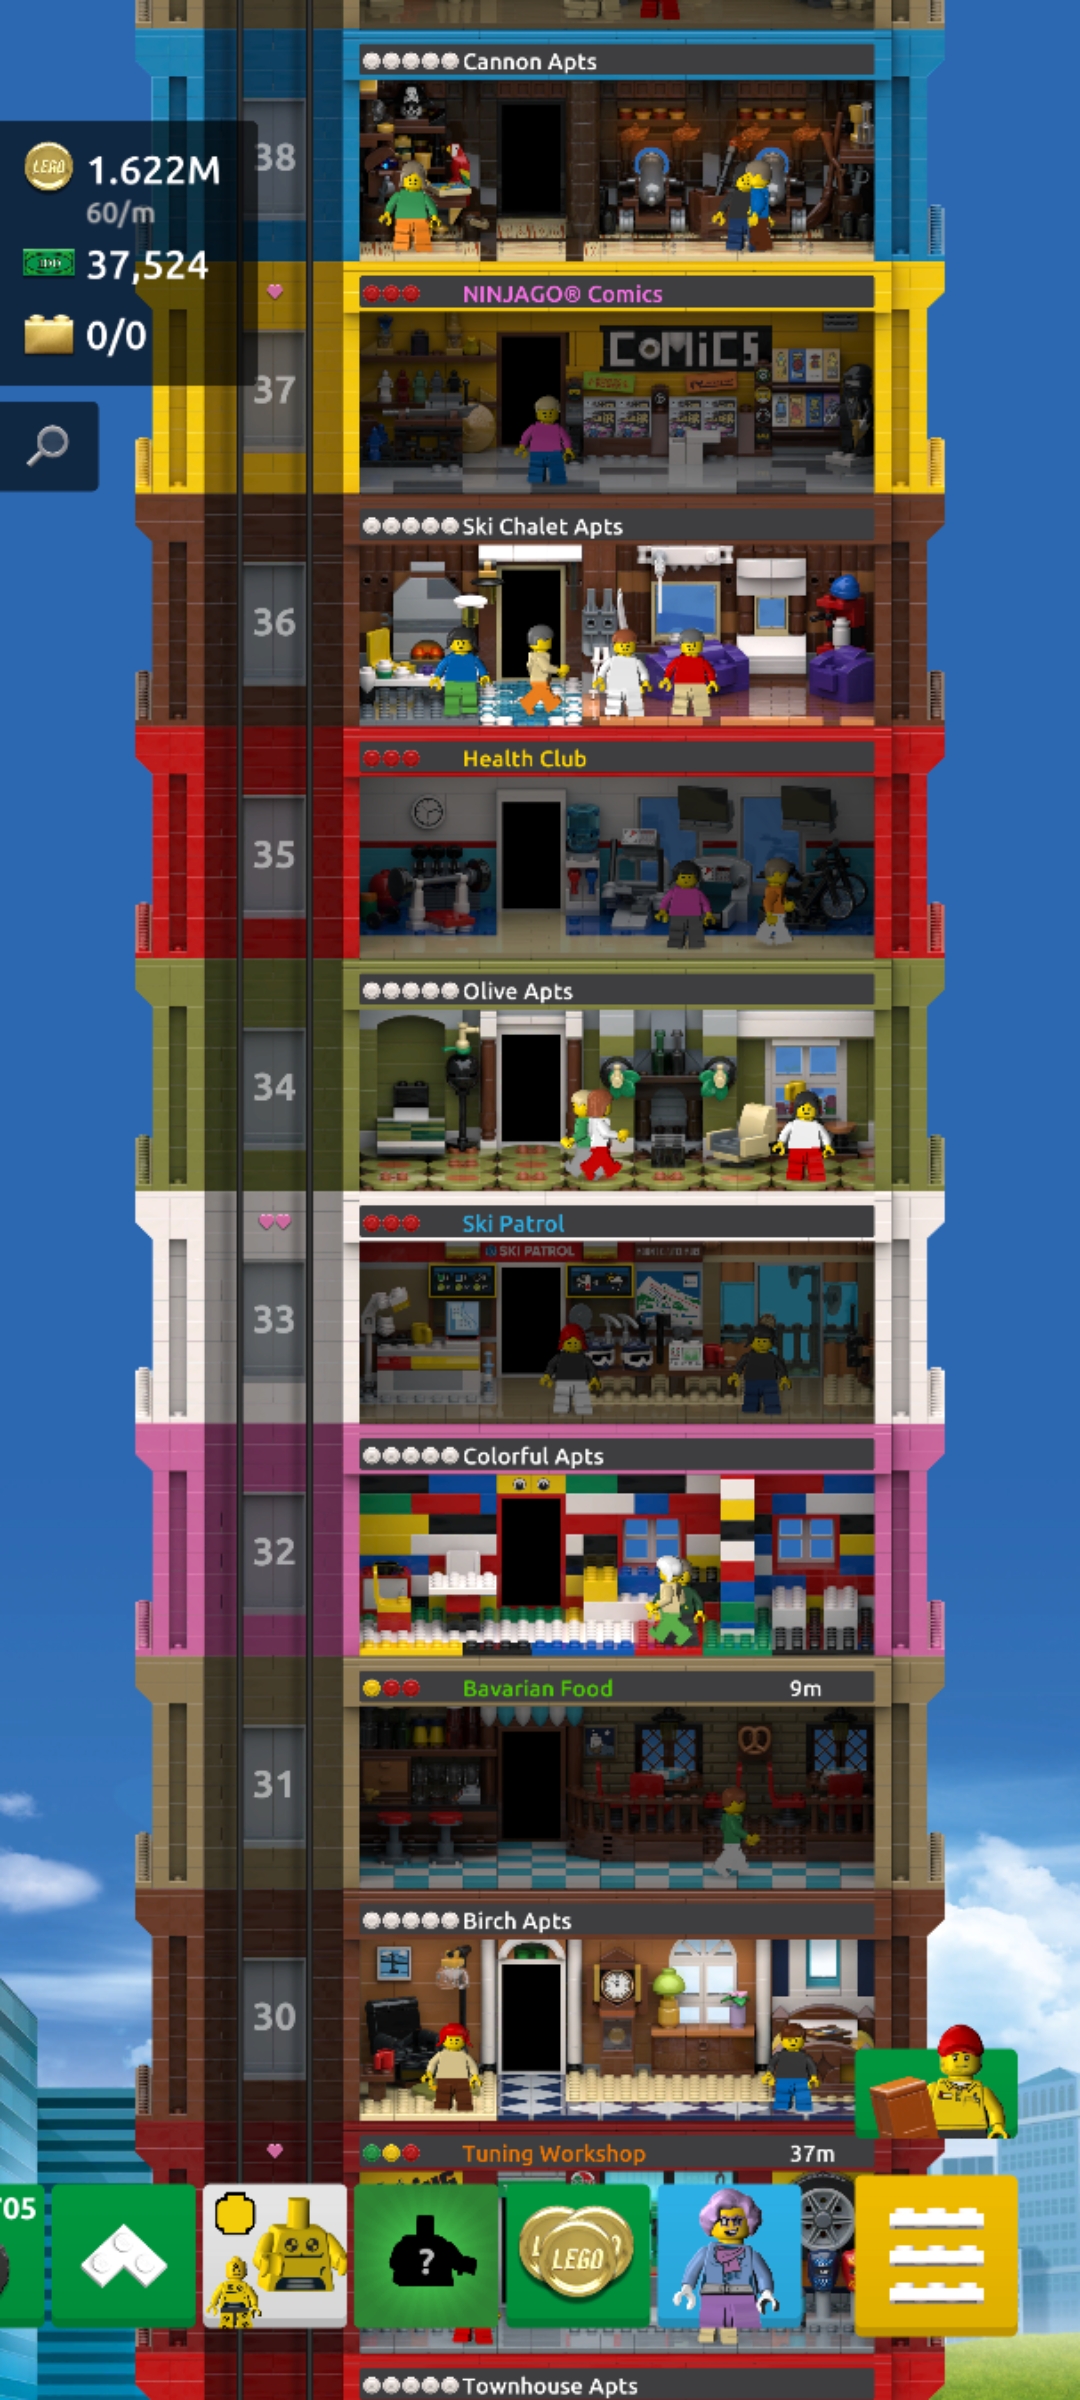 Cannon Apts
38
LEGO
1.622M
60/m
37,524
0/0
NINJAGO® Comics
COMICS
37
Ski Chalet Apts
36
Health Club
35
Olive Apts
34
Ski Patrol
SKI PATROL
33
Colorful Apts
32
Bavarian Food 9m
31
Birch Apts
30
Tuning Workshop 37m
?
LEGO
Townhouse Apts